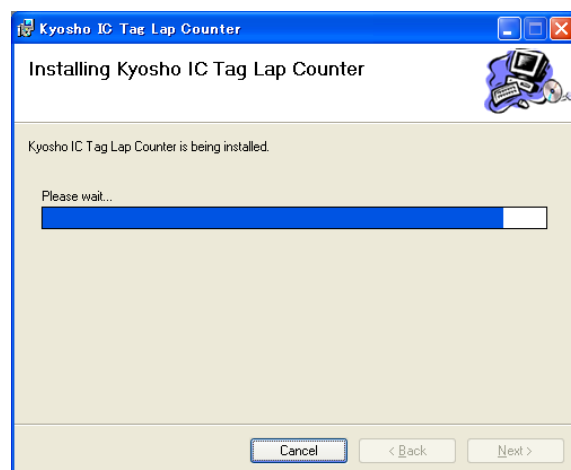 Kyosho IC Tag Lap Counter
Installing Kyosho IC Tag Lap Counter
Kyosho IC Tag Lap Counter is being installed.
Please wait...
Cancel < Back Next >